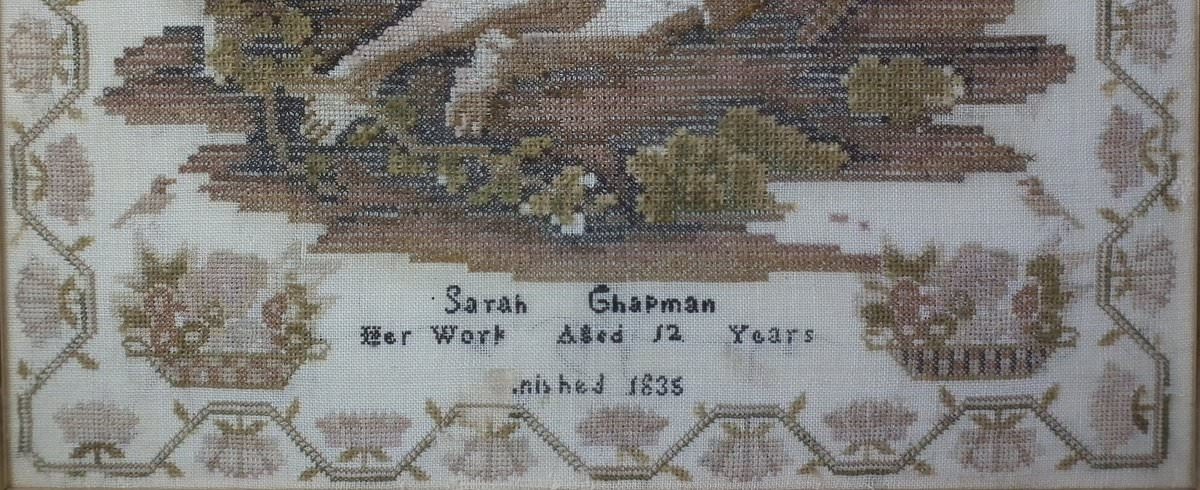 Sarah Chapman
Her Work Aged 12 Years
nished 1835